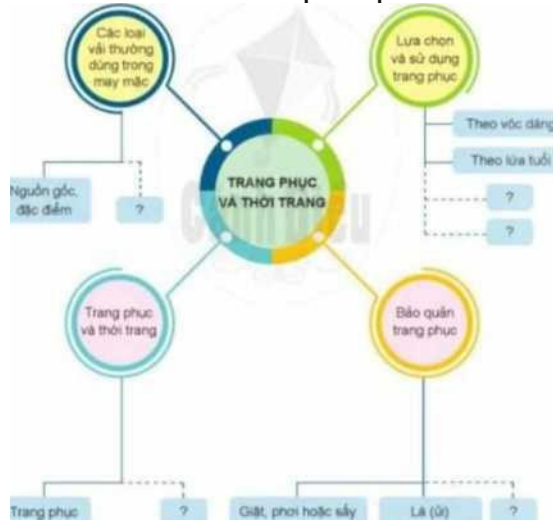 Các loại
vải thường
dùng trong
may mặc
Lựa chọn
và sử dụng
trang phục
Theo vóc dáng
Theo lứa tuổi
?
?
Nguồn gốc,
đặc điểm
?
TRANG PHỤC
VÀ THỜI TRANG
Trang phục
và thời trang
Bảo quản
trang phục
Trang phục
?
Giặt, phơi hoặc sấy
Là (ủi)
?